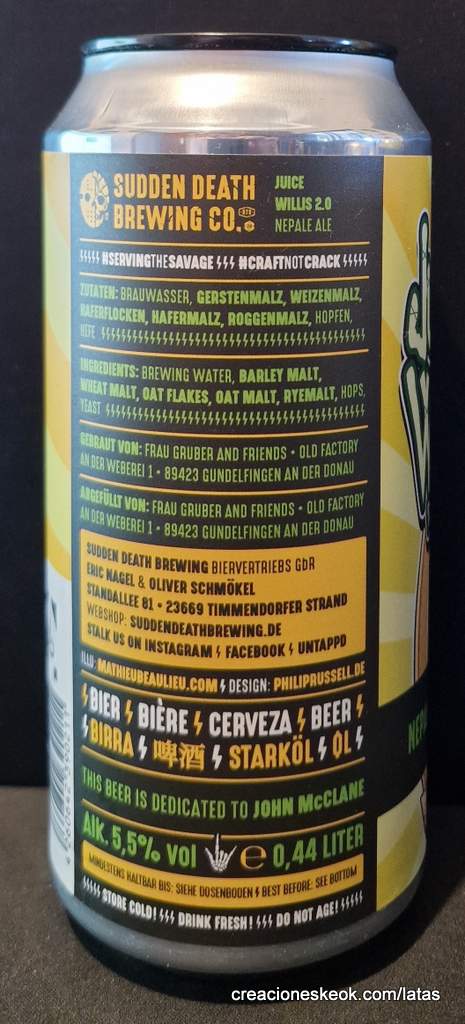 SUDDEN DEATH
BREWING CO.
JUICE
WILLIS 2.0
NEPALE ALE
#SERVINGTHESAVAGE #CRAFTNOTCRACK
ZUTATEN: BRAUWASSER, GERSTENMALZ, WEIZENMALZ,
HAFERFLOCKEN, HAFERMALZ, ROGGENMALZ, HOPFEN,
HEFE
INGREDIENTS: BREWING WATER, BARLEY MALT,
WHEAT MALT, OAT FLAKES, OAT MALT, RYEMALT, HOPS,
YEAST
GEBRAUT VON: FRAU GRUBER AND FRIENDS • OLD FACTORY
AN DER WEBEREI 1 • 89423 GUNDELFINGEN AN DER DONAU
ABGEFÜLLT VON: FRAU GRUBER AND FRIENDS • OLD FACTORY
AN DER WEBEREI 1 • 89423 GUNDELFINGEN AN DER DONAU
SUDDEN DEATH BREWING BIERVERTRIEBS GbR
ERIC NAGEL & OLIVER SCHMÖKEL
STANDALLEE 81 • 23669 TIMMENDORFER STRAND
WEBSHOP: SUDDENDEATHBREWING.DE
STALK US ON INSTAGRAM FACEBOOK UNTAPPD
ILLU: MATHIEUBEAULIEU.COM DESIGN: PHILIPRUSSELL.DE
BIER BIÈRE CERVEZA BEER
BIRRA 啤酒 STARKÖL ØL
THIS BEER IS DEDICATED TO JOHN McCLANE
Alk. 5,5% vol ℮ 0,44 LITER
MINDESTENS HALTBAR BIS: SIEHE DOSENBODEN BEST BEFORE: SEE BOTTOM
STORE COLD! DRINK FRESH! DO NOT AGE!
NEPA
creacioneskeok.com/latas